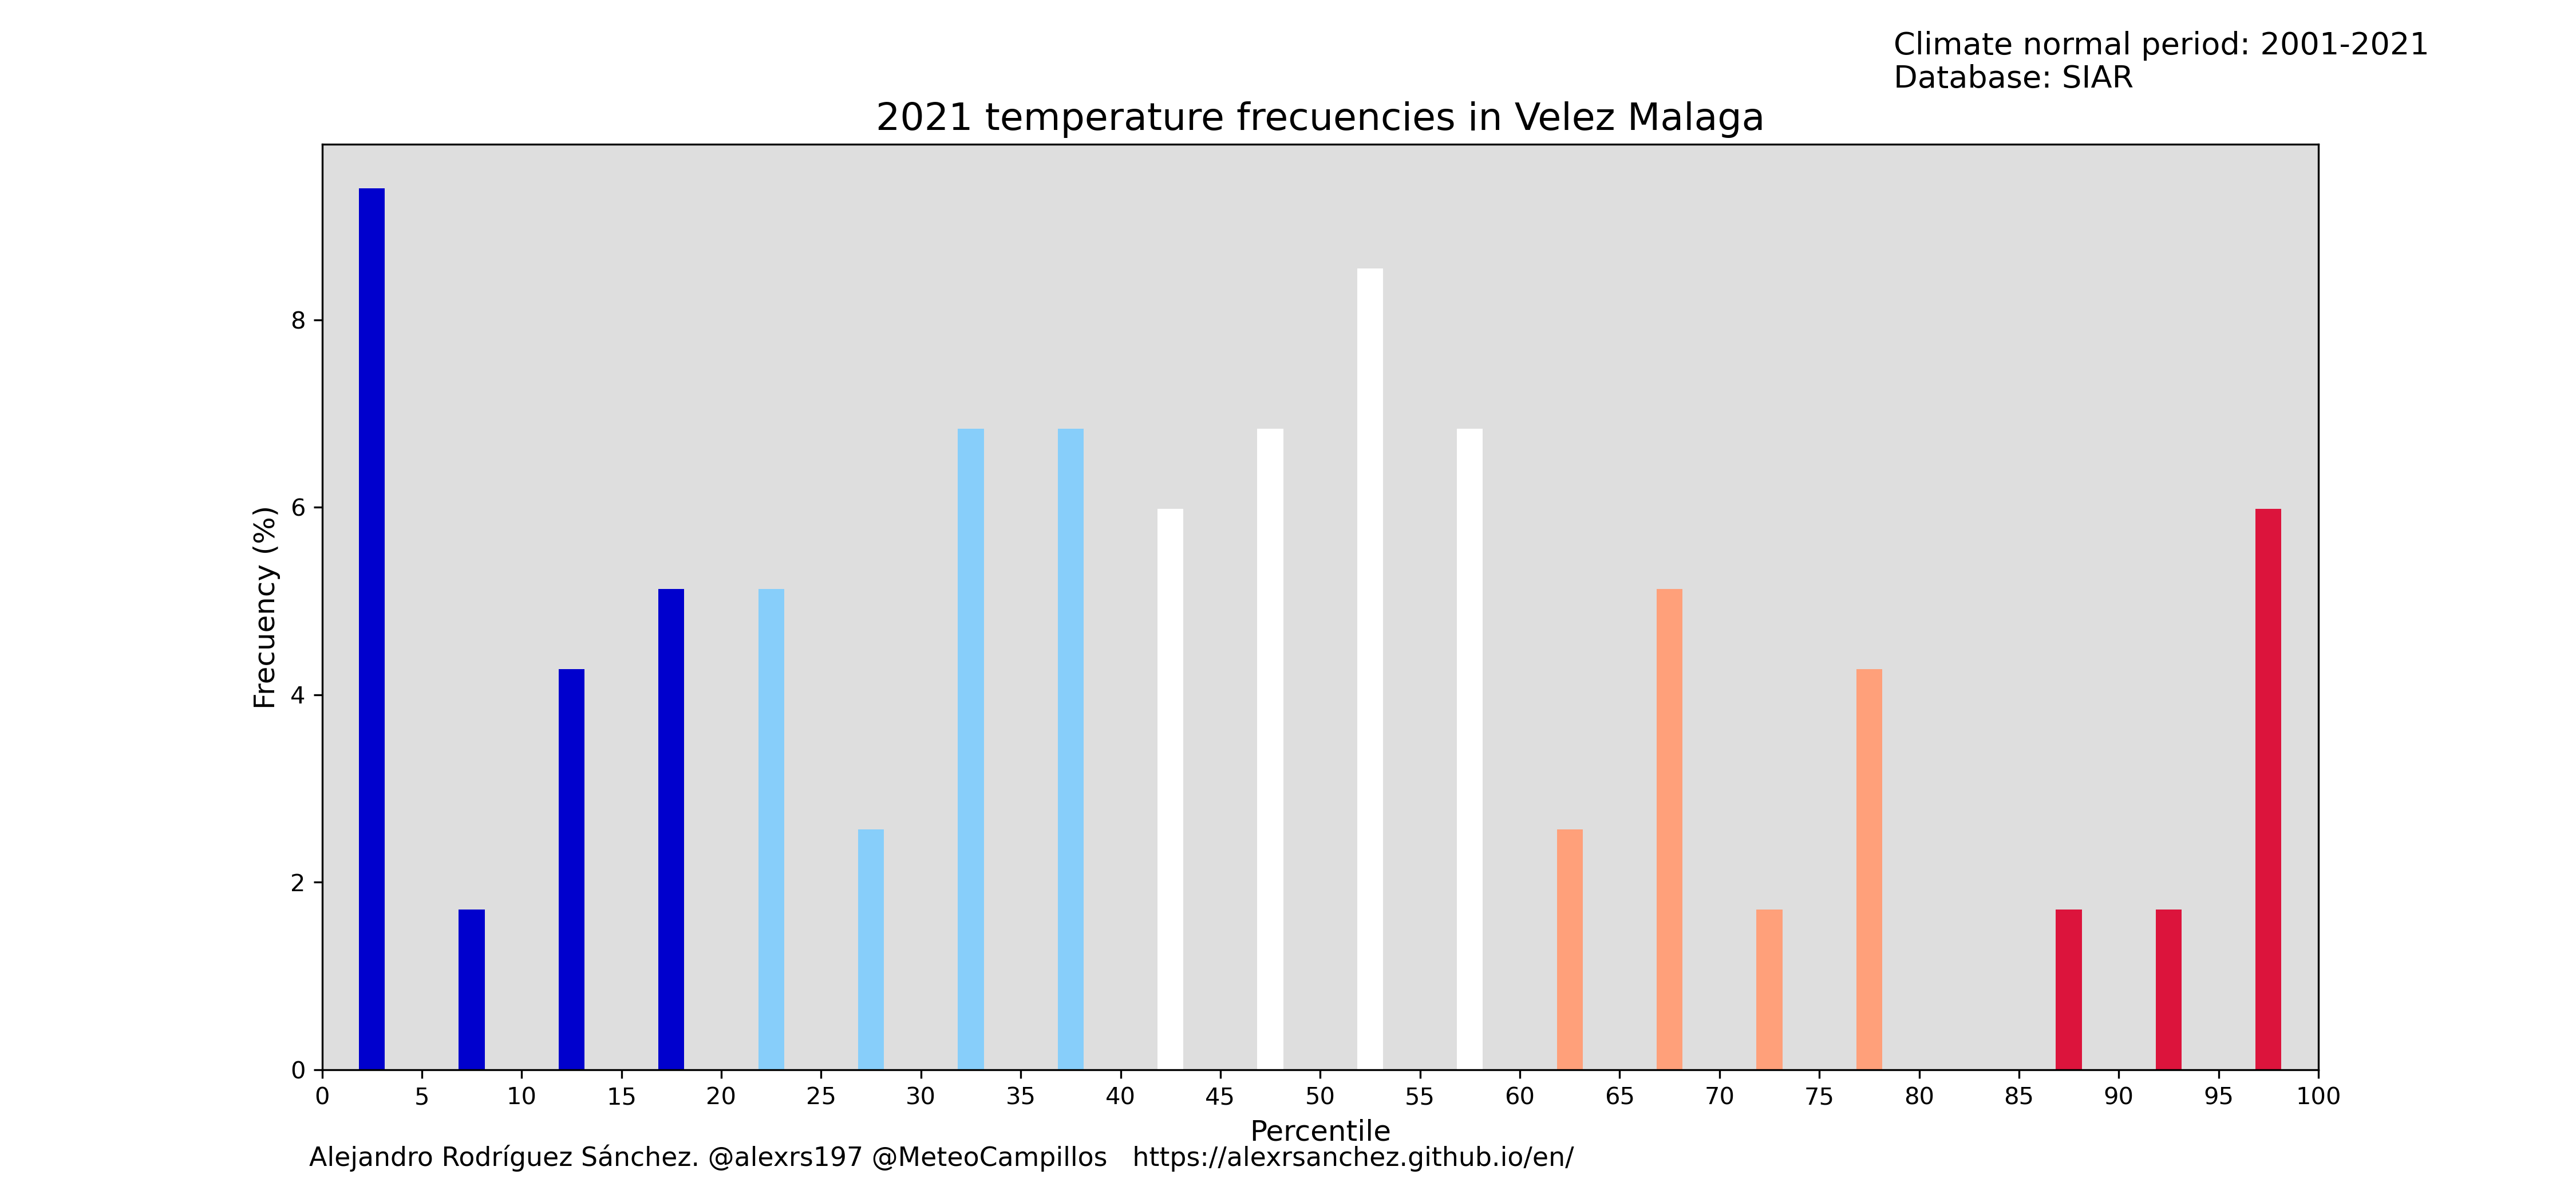 Climate normal period: 2001-2021
Database: SIAR
2021 temperature frecuencies in Velez Malaga
Frecuency (%)
8
6
4
2
0
0 5 10 15 20 25 30 35 40 45 50 55 60 65 70 75 80 85 90 95 100
Percentile
Alejandro Rodríguez Sánchez. @alexrs197 @MeteoCampillos https://alexrsanchez.github.io/en/